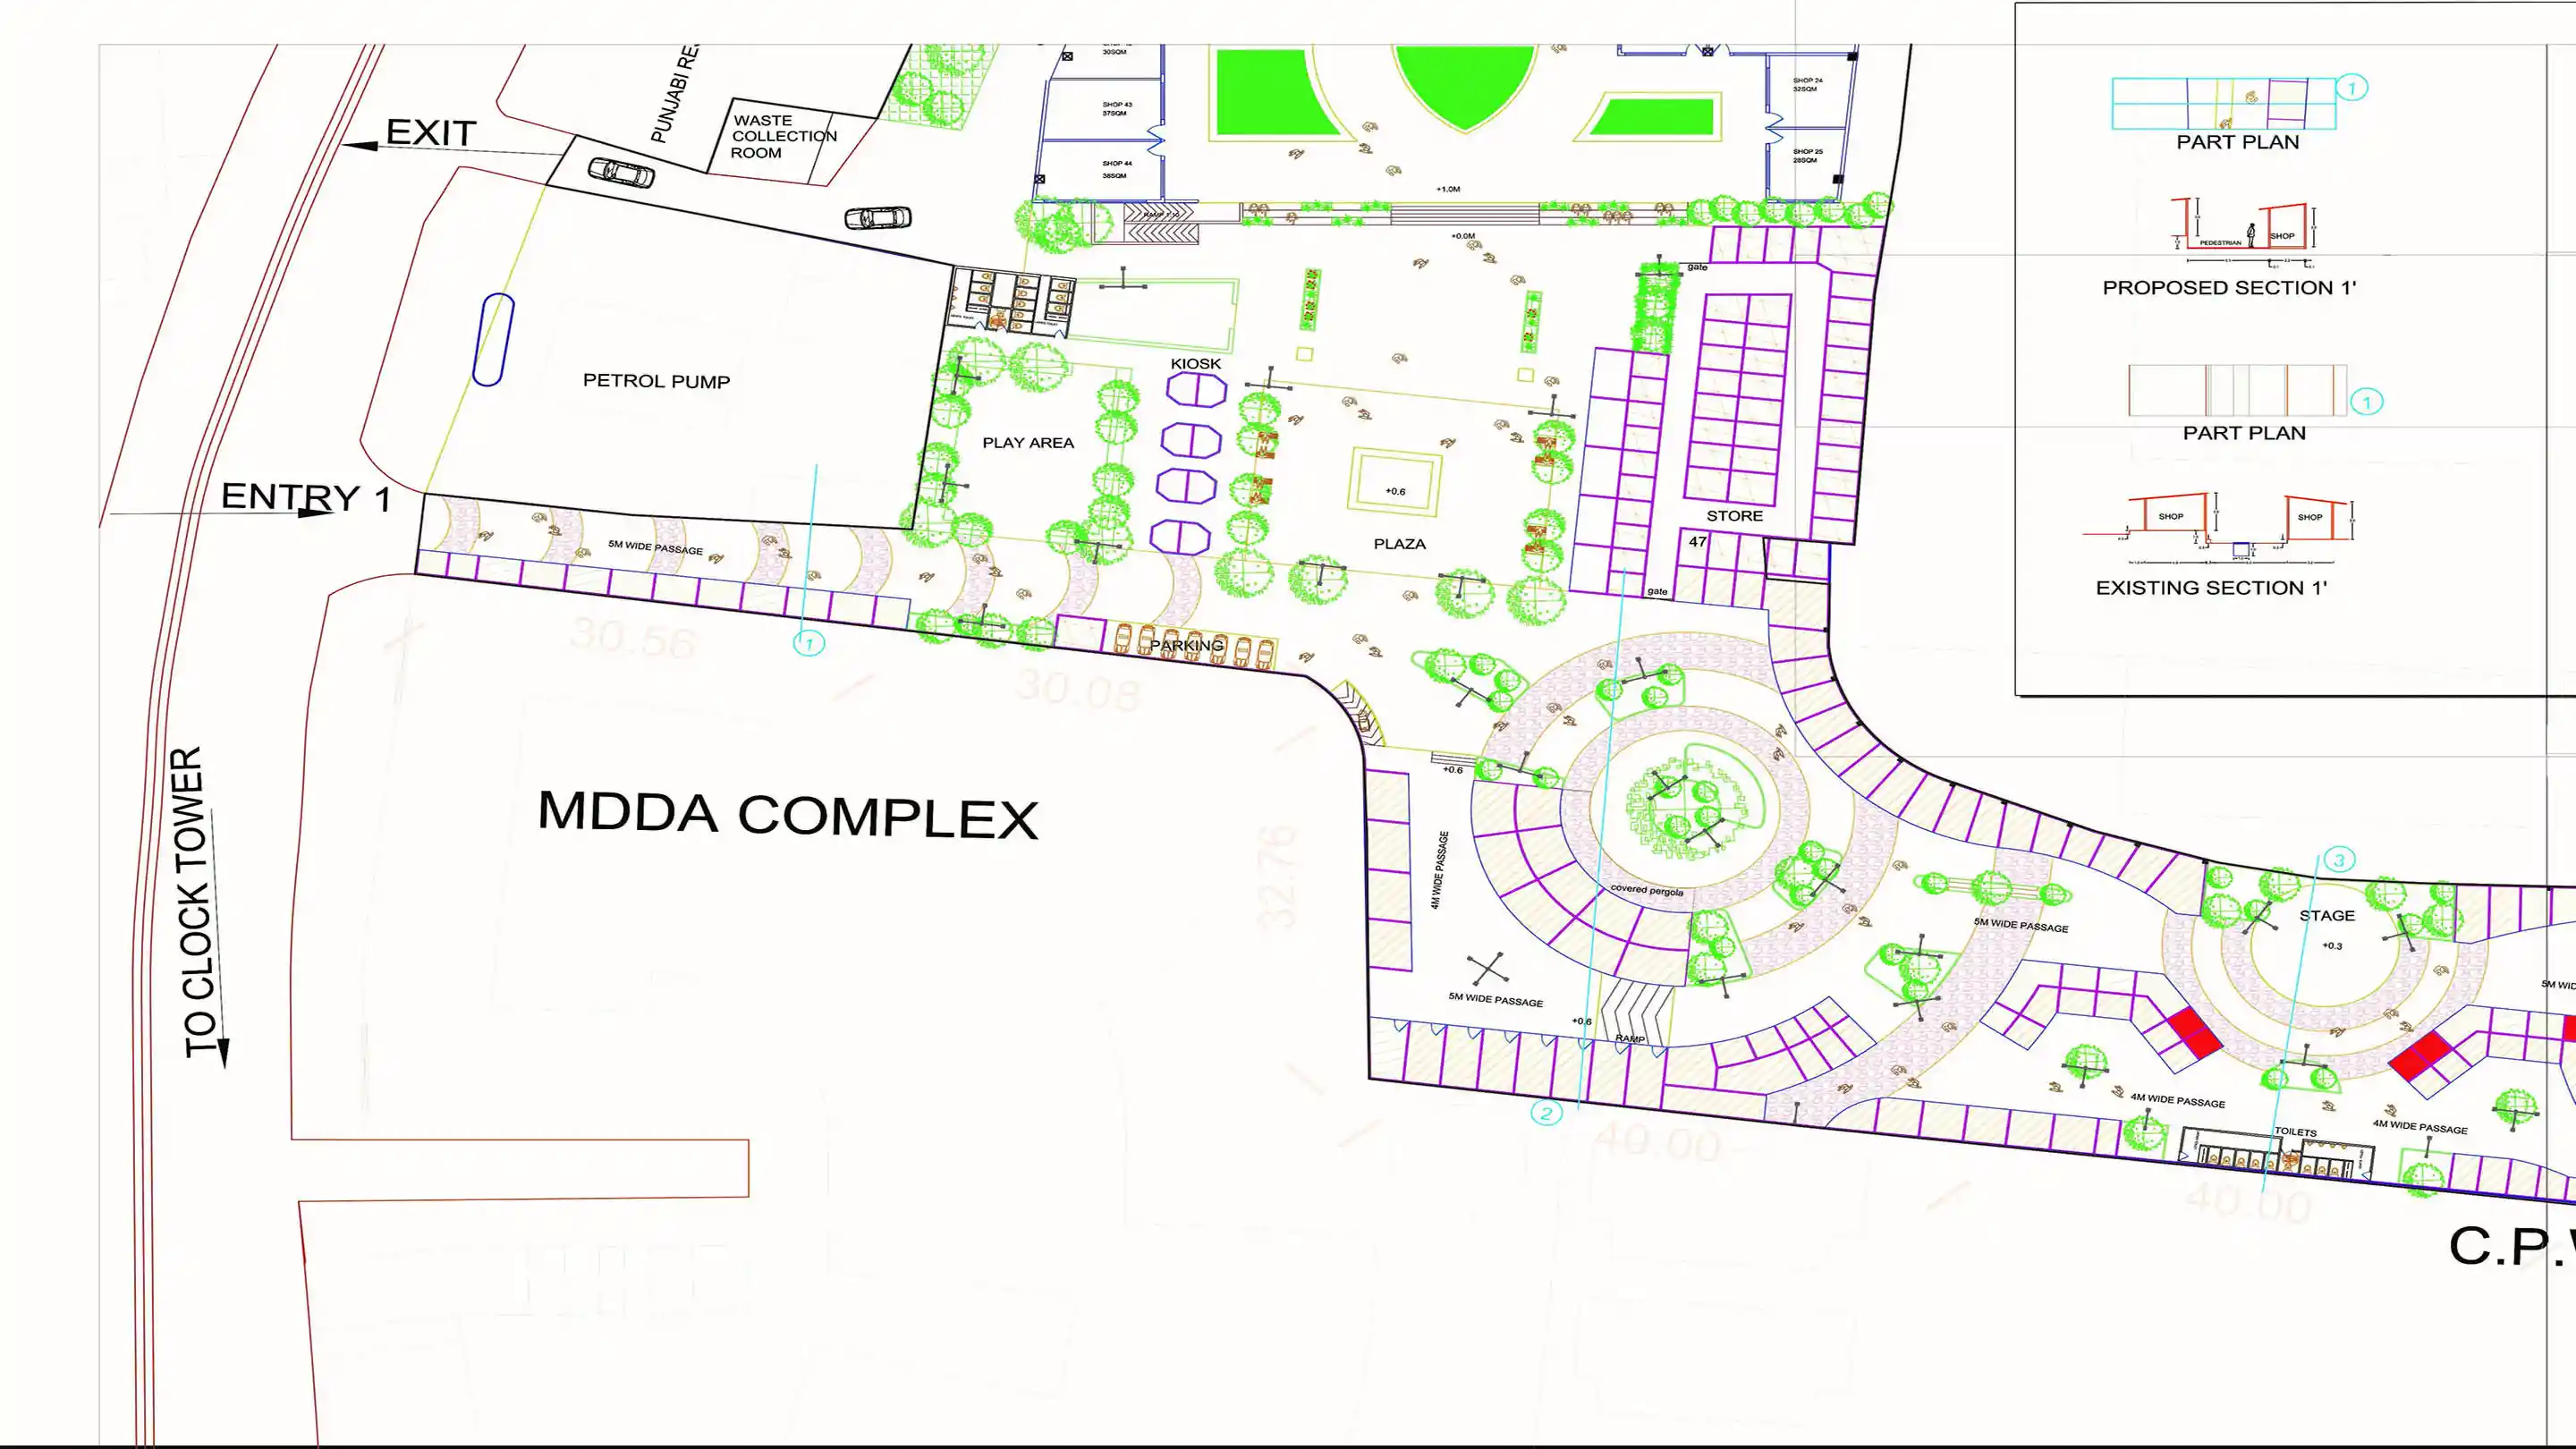 30SQM
SHOP 43
37SQM
SHOP 44
38SQM
SHOP 24
32SQM
SHOP 25
28SQM
EXIT
PUNJABI RE
WASTE
COLLECTION
ROOM
+1.0M
+0.0M
gate
PETROL PUMP
KIOSK
PLAY AREA
+0.6
PLAZA
STORE
47
gate
ENTRY 1
5M WIDE PASSAGE
1
PARKING
30.56
30.08
32.76
TO CLOCK TOWER
MDDA COMPLEX
+0.6
4M WIDE PASSAGE
covered pergola
5M WIDE PASSAGE
+0.6
RAMP
2
40.00
5M WIDE PASSAGE
3
STAGE
+0.3
5M WID
4M WIDE PASSAGE
4M WIDE PASSAGE
TOILETS
40.00
C.P.
1
PART PLAN
PEDESTRIAN
SHOP
PROPOSED SECTION 1'
1
PART PLAN
SHOP
SHOP
EXISTING SECTION 1'